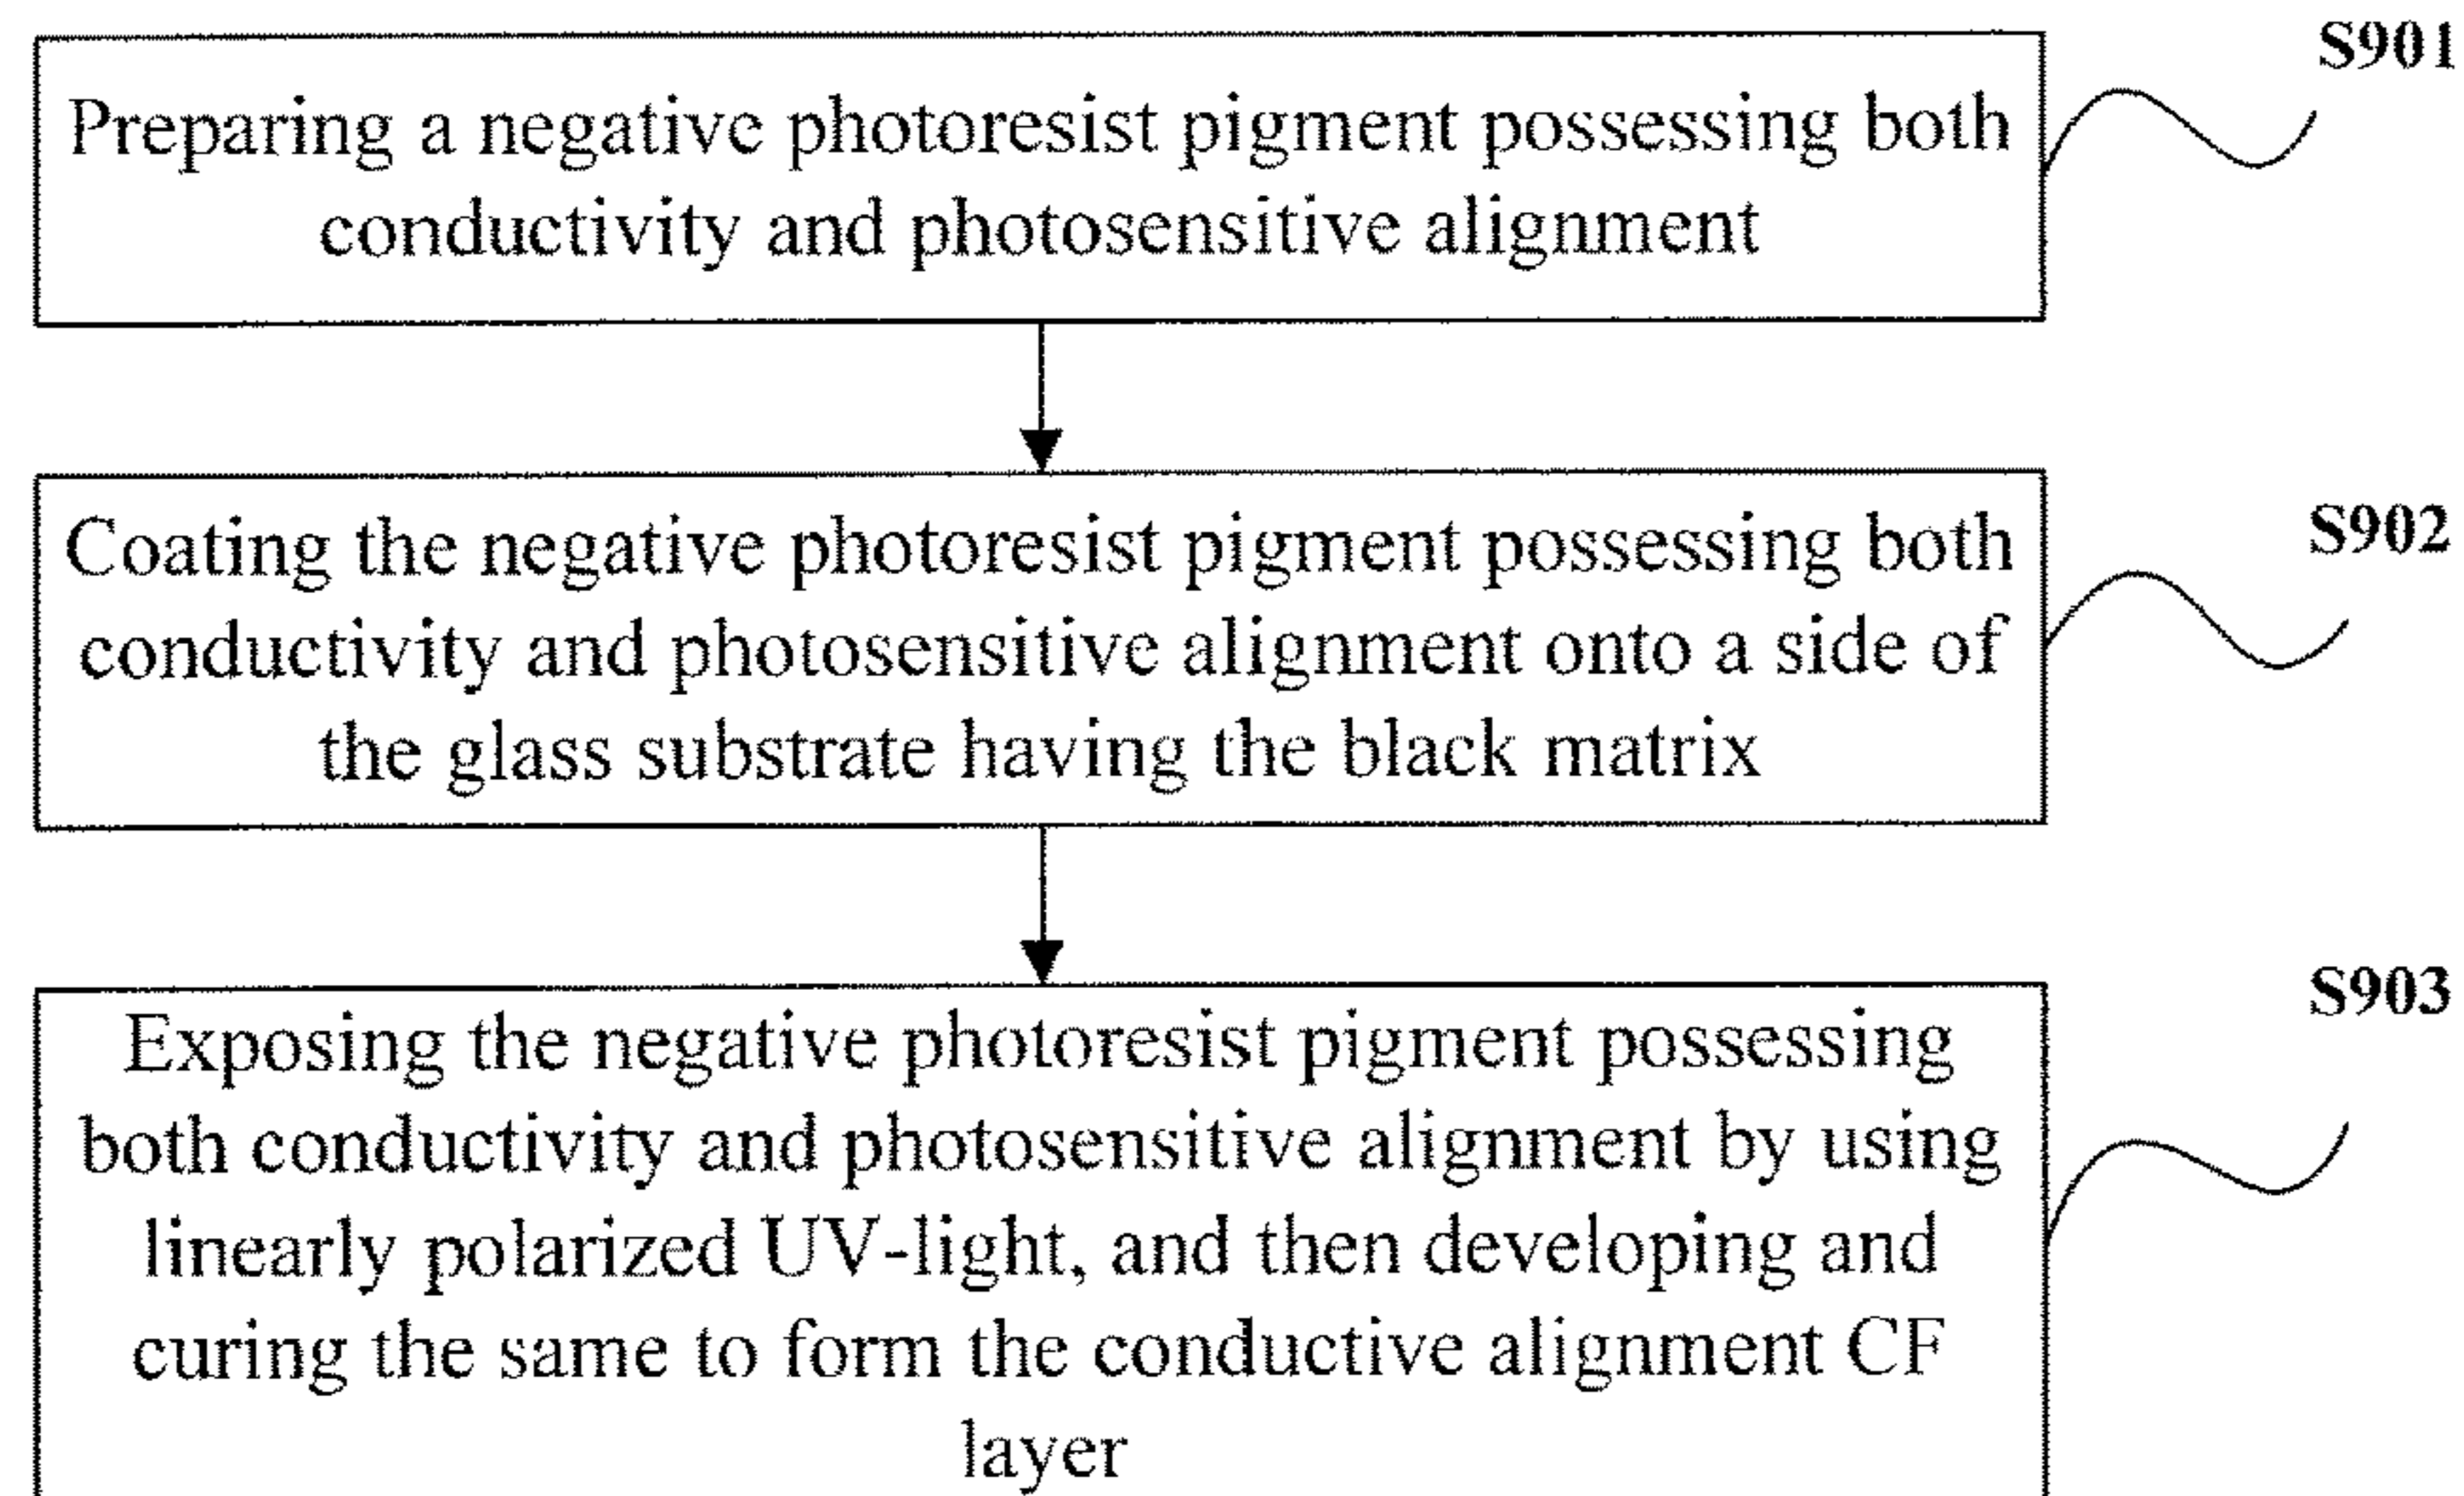 S901
Preparing a negative photoresist pigment possessing both
conductivity and photosensitive alignment
S902
Coating the negative photoresist pigment possessing both
conductivity and photosensitive alignment onto a side of
the glass substrate having the black matrix
S903
Exposing the negative photoresist pigment possessing
both conductivity and photosensitive alignment by using
linearly polarized UV-light, and then developing and
curing the same to form the conductive alignment CF
layer